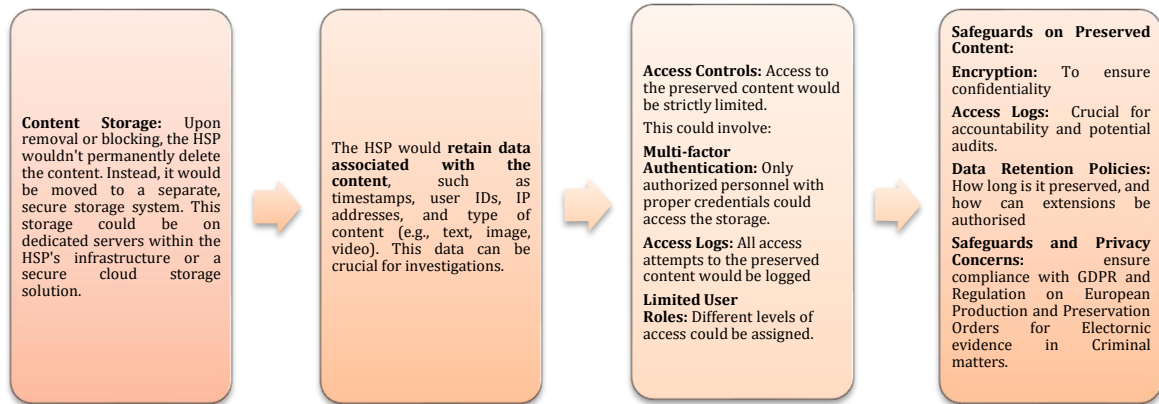 Content Storage: Upon
removal or blocking, the HSP
wouldn't permanently delete
the content. Instead, it would
be moved to a separate,
secure storage system. This
storage could be on
dedicated servers within the
HSP's infrastructure or a
secure cloud storage
solution.
The HSP would retain data
associated with the
content, such as
timestamps, user IDs, IP
addresses, and type of
content (e.g., text, image,
video). This data can be
crucial for investigations.
Access Controls: Access to
the preserved content would
be strictly limited.
This could involve:
Multi-factor
Authentication: Only
authorized personnel with
proper credentials could
access the storage.
Access Logs: All access
attempts to the preserved
content would be logged
Limited User
Roles: Different levels of
access could be assigned.
Safeguards on Preserved
Content:
Encryption: To ensure
confidentiality
Access Logs: Crucial for
accountability and potential
audits.
Data Retention Policies:
How long is it preserved, and
how can extensions be
authorised
Safeguards and Privacy
Concerns: ensure
compliance with GDPR and
Regulation on European
Production and Preservation
Orders for Electornic
evidence in Criminal
matters.